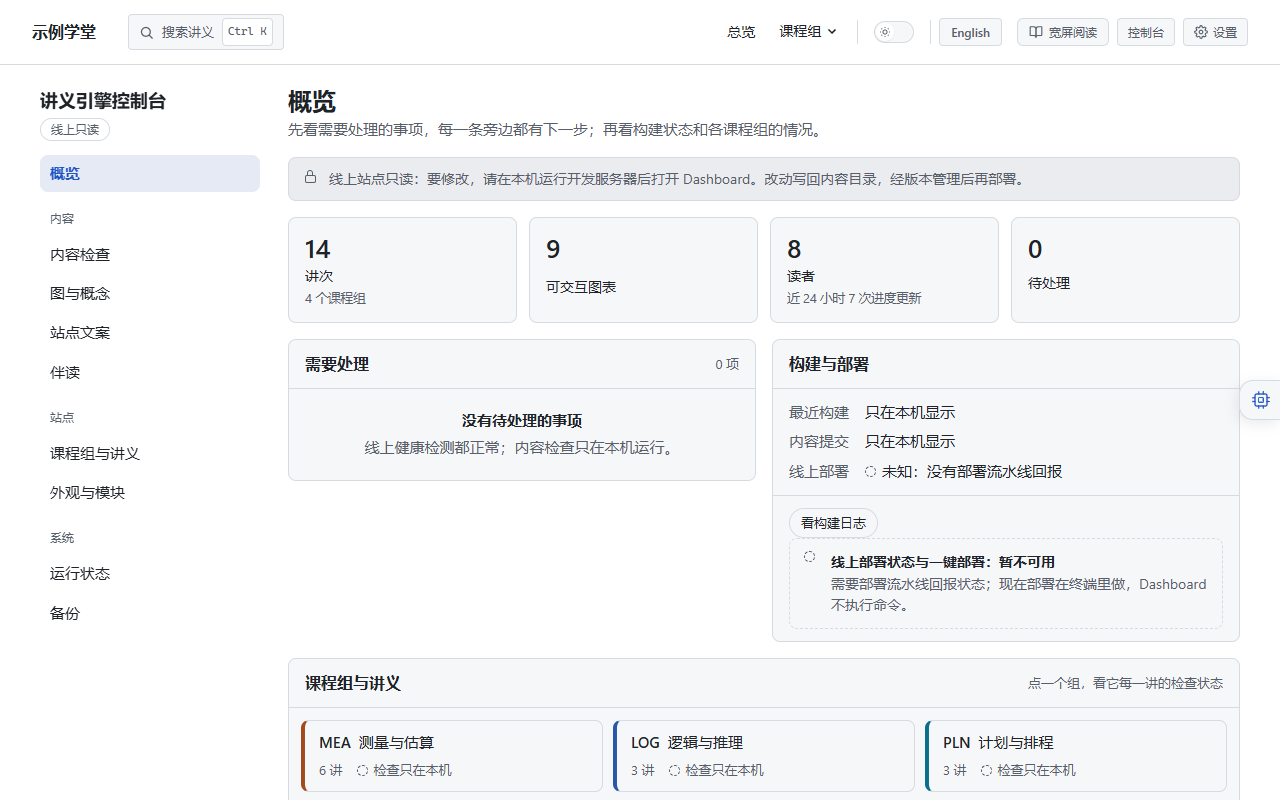 示例学堂
搜索讲义 Ctrl K
总览
课程组
English
宽屏阅读
控制台
设置
讲义引擎控制台
线上只读
概览
内容
内容检查
图与概念
站点文案
伴读
站点
课程组与讲义
外观与模块
系统
运行状态
备份
概览
先看需要处理的事项，每一条旁边都有下一步；再看构建状态和各课程组的情况。
线上站点只读：要修改，请在本机运行开发服务器后打开 Dashboard。改动写回内容目录，经版本管理后再部署。
14
讲次
4 个课程组
9
可交互图表
8
读者
近 24 小时 7 次进度更新
0
待处理
需要处理
0 项
没有待处理的事项
线上健康检测都正常；内容检查只在本机运行。
构建与部署
最近构建 只在本机显示
内容提交 只在本机显示
线上部署 未知：没有部署流水线回报
看构建日志
线上部署状态与一键部署：暂不可用
需要部署流水线回报状态；现在部署在终端里做，Dashboard
不执行命令。
课程组与讲义
点一个组，看它每一讲的检查状态
MEA 测量与估算
6 讲 检查只在本机
LOG 逻辑与推理
3 讲 检查只在本机
PLN 计划与排程
3 讲 检查只在本机